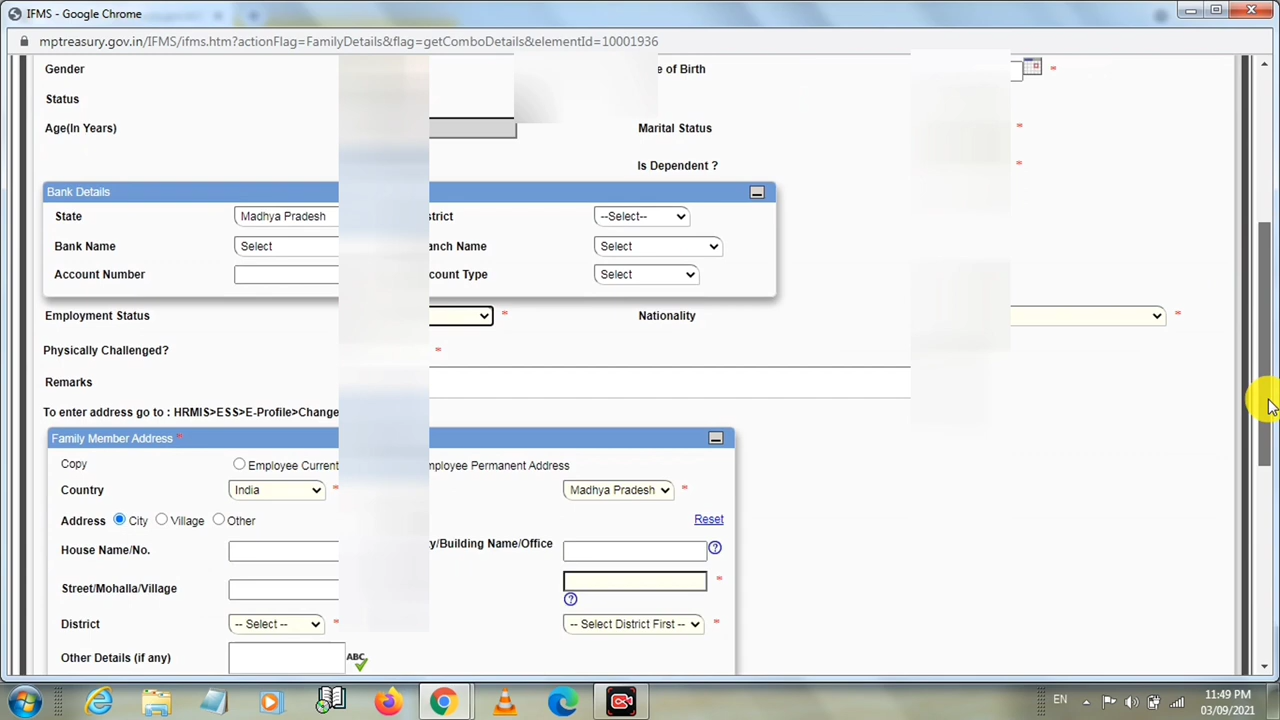 IFMS - Google Chrome
mptreasury.gov.in/IFMS/ifms.htm?actionFlag=FamilyDetails&flag=getComboDetails&elementId=10001936
Gender e of Birth *
Status
Age(In Years) Marital Status *
Is Dependent ? *
Bank Details
State Madhya Pradesh istrict --Select--
Bank Name Select anch Name Select
Account Number count Type Select
Employment Status * Nationality *
Physically Challenged? *
Remarks
To enter address go to : HRMIS>ESS>E-Profile>Change
Family Member Address *
Copy Employee Current mployee Permanent Address
Country India * Madhya Pradesh *
Address City Village Other Reset
House Name/No. y/Building Name/Office ?
Street/Mohalla/Village *
?
District -- Select -- * -- Select District First -- *
Other Details (if any) ABC
EN 11:49 PM
03/09/2021